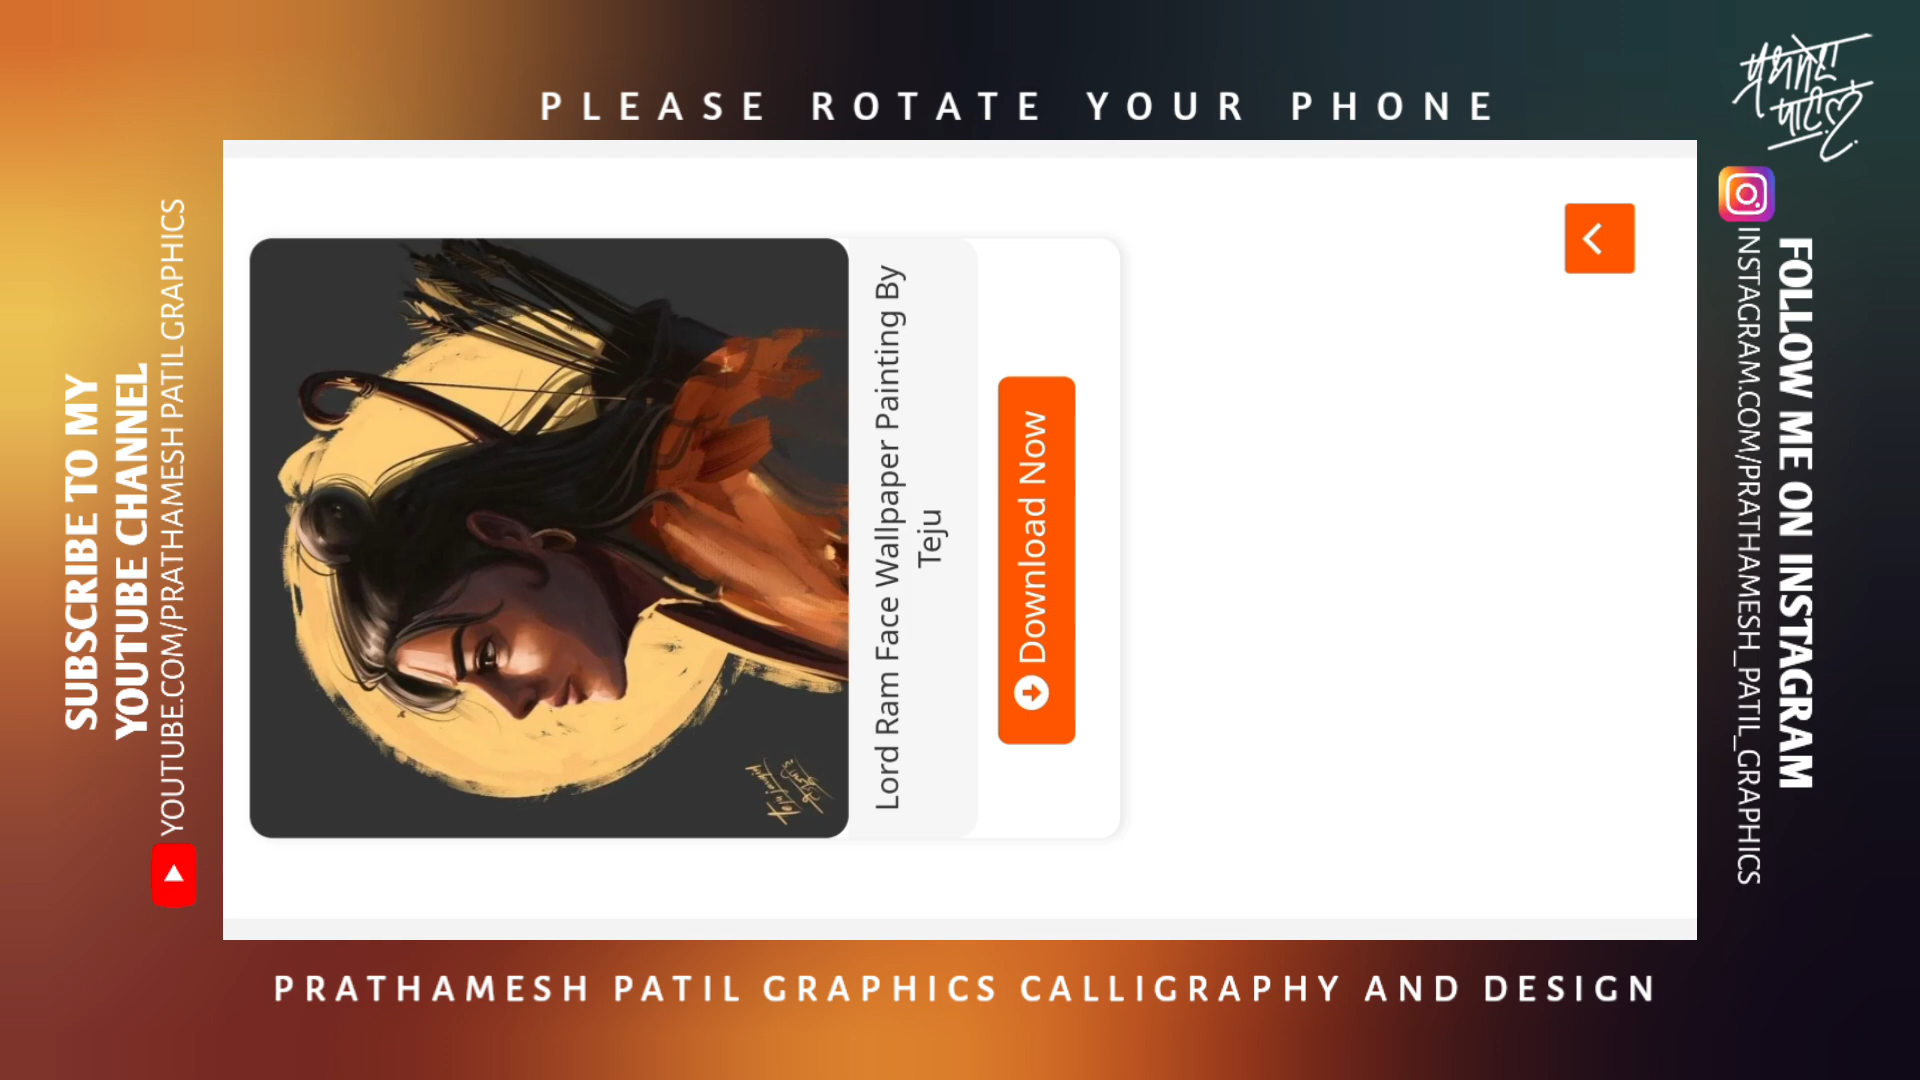 PLEASE ROTATE YOUR PHONE
प्रथमेश
पाटील
SUBSCRIBE TO MY
YOUTUBE CHANNEL
YOUTUBE.COM/PRATHAMESH PATIL GRAPHICS
Lord Ram Face Wallpaper Painting By
Teju
Download Now
FOLLOW ME ON INSTAGRAM
INSTAGRAM.COM/PRATHAMESH_PATIL_GRAPHICS
PRATHAMESH PATIL GRAPHICS CALLIGRAPHY AND DESIGN